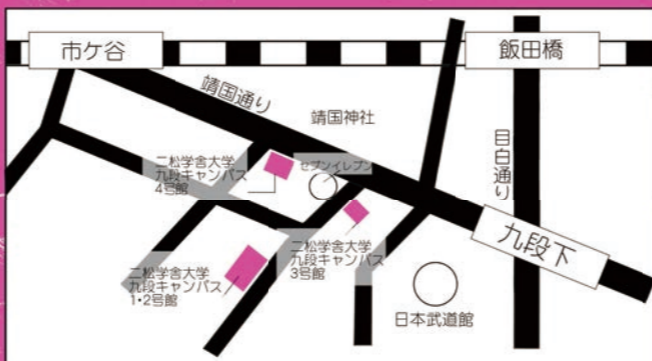 市ケ谷
飯田橋
靖国通り
靖国神社
目白通り
二松学舎大学
九段キャンパス
4号館
セブンイレブン
九段下
二松学舎大学
九段キャンパス
3号館
二松学舎大学
九段キャンパス
1・2号館
日本武道館